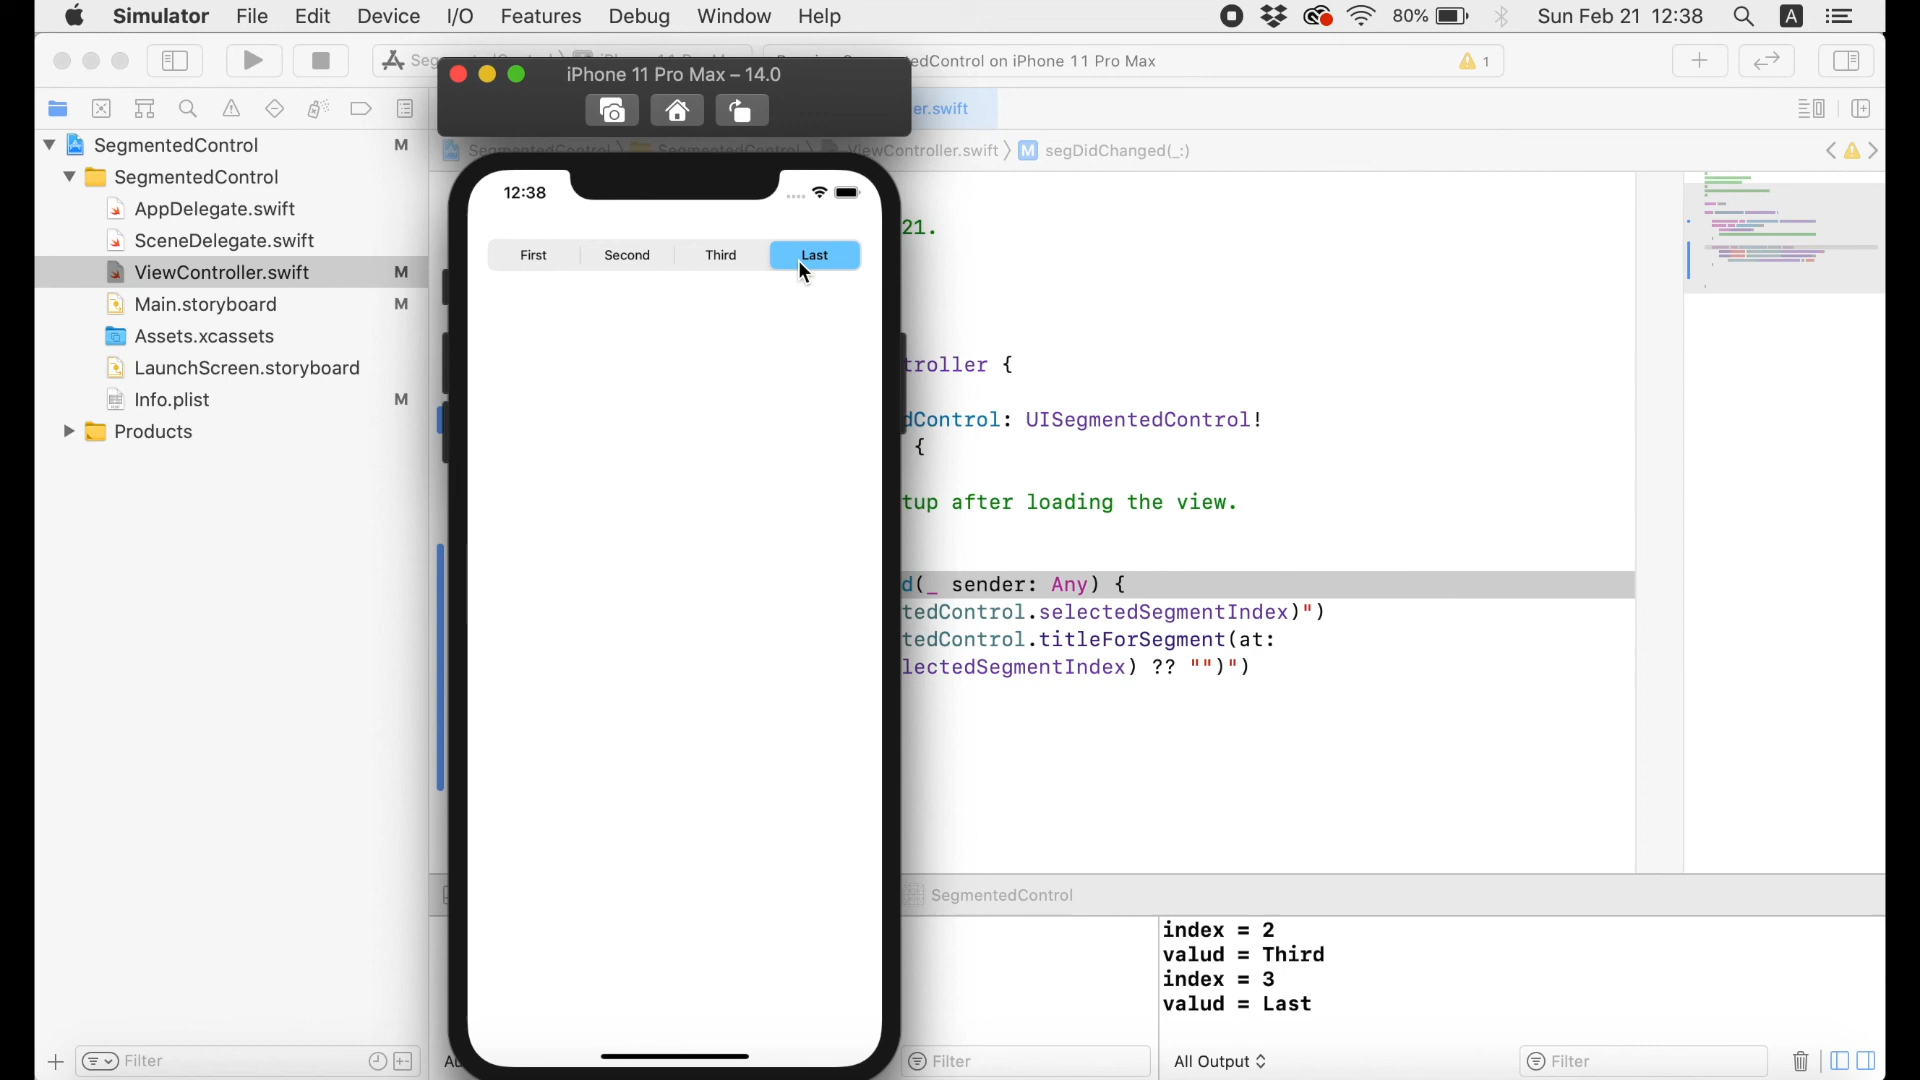 Simulator File Edit Device I/O Features Debug Window Help 80% Sun Feb 21 12:38 A
iPhone 11 Pro Max – 14.0
edControl on iPhone 11 Pro Max 1
er.swift
SegmentedControl M
SegmentedControl SegmentedControl ViewController.swift M segDidChanged(_:)
SegmentedControl
AppDelegate.swift
SceneDelegate.swift
ViewController.swift M
Main.storyboard M
Assets.xcassets
LaunchScreen.storyboard
Info.plist M
Products
12:38
First Second Third Last
21.
troller {
dControl: UISegmentedControl!
{
tup after loading the view.
d(_ sender: Any) {
tedControl.selectedSegmentIndex)")
tedControl.titleForSegment(at:
lectedSegmentIndex) ?? "")")
SegmentedControl
index = 2
valud = Third
index = 3
valud = Last
Filter
Filter
All Output
Filter